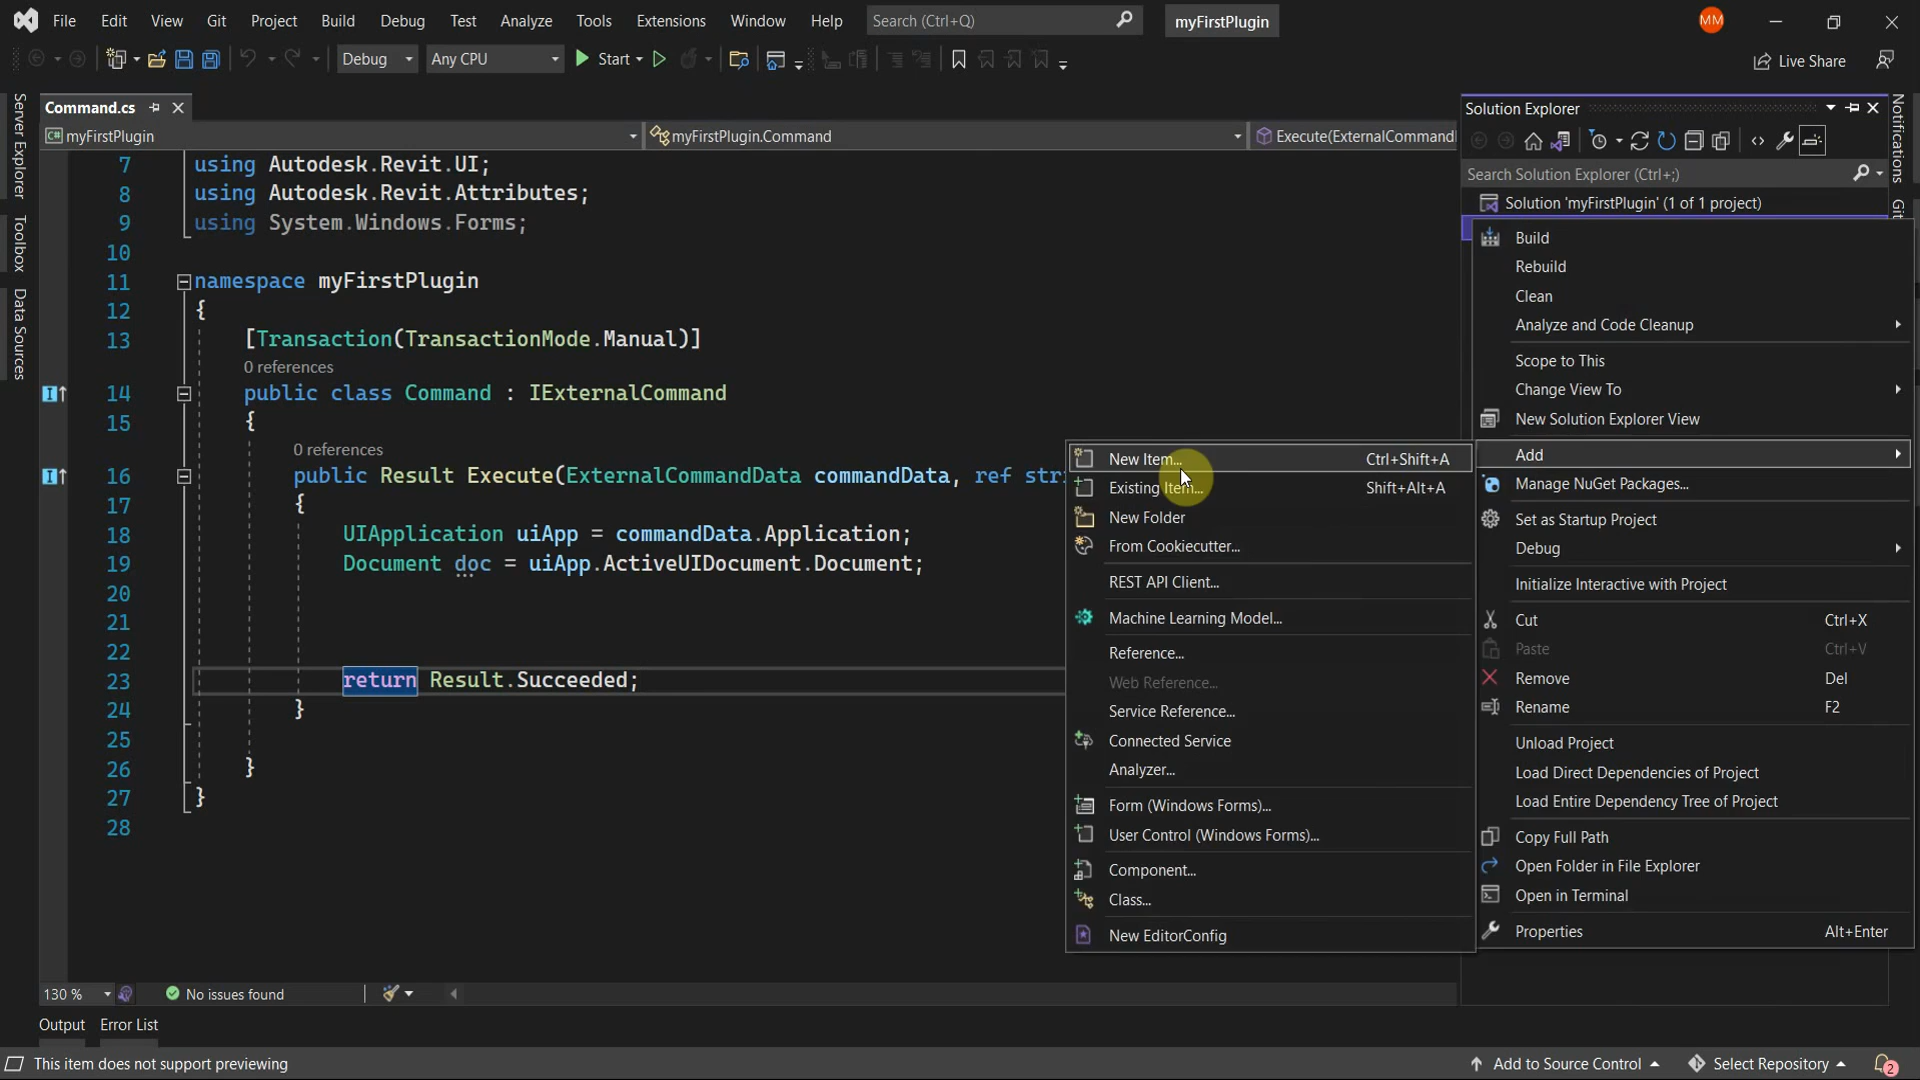 File Edit View Git Project Build Debug Test Analyze Tools Extensions Window Help Search (Ctrl+Q) myFirstPlugin MM
Debug Any CPU Start Live Share
Server Explorer
Toolbox
Data Sources
Command.cs
myFirstPlugin myFirstPlugin.Command Execute(ExternalCommand
7 using Autodesk.Revit.UI;
8 using Autodesk.Revit.Attributes;
9 using System.Windows.Forms;
10
11 namespace myFirstPlugin
12 {
13 [Transaction(TransactionMode.Manual)]
0 references
14 public class Command : IExternalCommand
15 {
0 references
16 public Result Execute(ExternalCommandData commandData, ref stri
17 {
18 UIApplication uiApp = commandData.Application;
19 Document doc = uiApp.ActiveUIDocument.Document;
20
21
22
23 return Result.Succeeded;
24 }
25
26 }
27 }
28
New Item... Ctrl+Shift+A
Existing Item... Shift+Alt+A
New Folder
From Cookiecutter...
REST API Client...
Machine Learning Model...
Reference...
Web Reference...
Service Reference...
Connected Service
Analyzer...
Form (Windows Forms)...
User Control (Windows Forms)...
Component...
Class...
New EditorConfig
Solution Explorer
Search Solution Explorer (Ctrl+;)
Solution 'myFirstPlugin' (1 of 1 project)
Build
Rebuild
Clean
Analyze and Code Cleanup
Scope to This
Change View To
New Solution Explorer View
Add
Manage NuGet Packages...
Set as Startup Project
Debug
Initialize Interactive with Project
Cut Ctrl+X
Paste Ctrl+V
Remove Del
Rename F2
Unload Project
Load Direct Dependencies of Project
Load Entire Dependency Tree of Project
Copy Full Path
Open Folder in File Explorer
Open in Terminal
Properties Alt+Enter
Notifications
130 % No issues found
Output Error List
This item does not support previewing Add to Source Control Select Repository 2